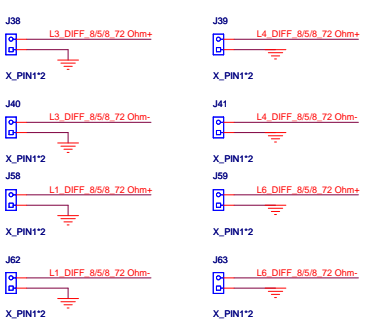 J38
L3_DIFF_8/5/8_72 Ohm+
X_PIN1*2
J39
L4_DIFF_8/5/8_72 Ohm+
X_PIN1*2
J40
L3_DIFF_8/5/8_72 Ohm-
X_PIN1*2
J41
L4_DIFF_8/5/8_72 Ohm-
X_PIN1*2
J58
L1_DIFF_8/5/8_72 Ohm+
X_PIN1*2
J59
L6_DIFF_8/5/8_72 Ohm+
X_PIN1*2
J62
L1_DIFF_8/5/8_72 Ohm-
X_PIN1*2
J63
L6_DIFF_8/5/8_72 Ohm-
X_PIN1*2